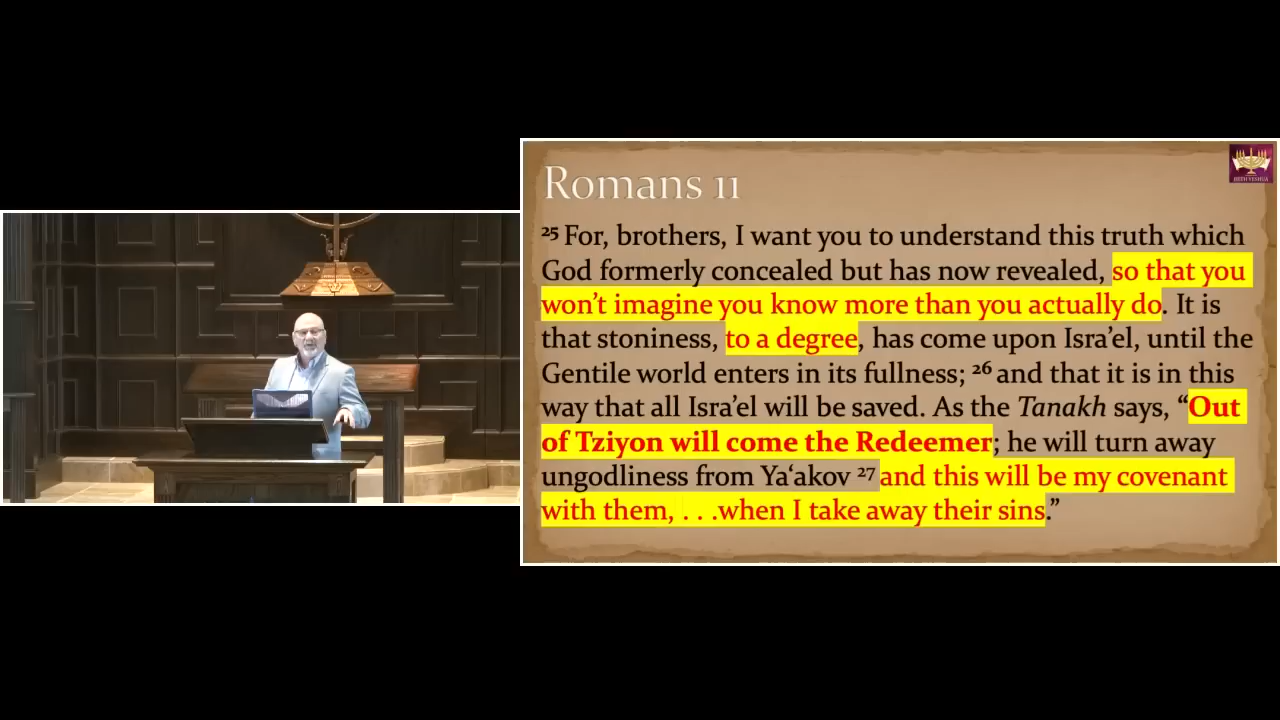 Romans 11
BETH YESHUA
²⁵ For, brothers, I want you to understand this truth which
God formerly concealed but has now revealed, so that you
won’t imagine you know more than you actually do. It is
that stoniness, to a degree, has come upon Isra’el, until the
Gentile world enters in its fullness; ²⁶ and that it is in this
way that all Isra’el will be saved. As the Tanakh says, “Out
of Tziyon will come the Redeemer; he will turn away
ungodliness from Ya‘akov ²⁷ and this will be my covenant
with them, . . .when I take away their sins.”